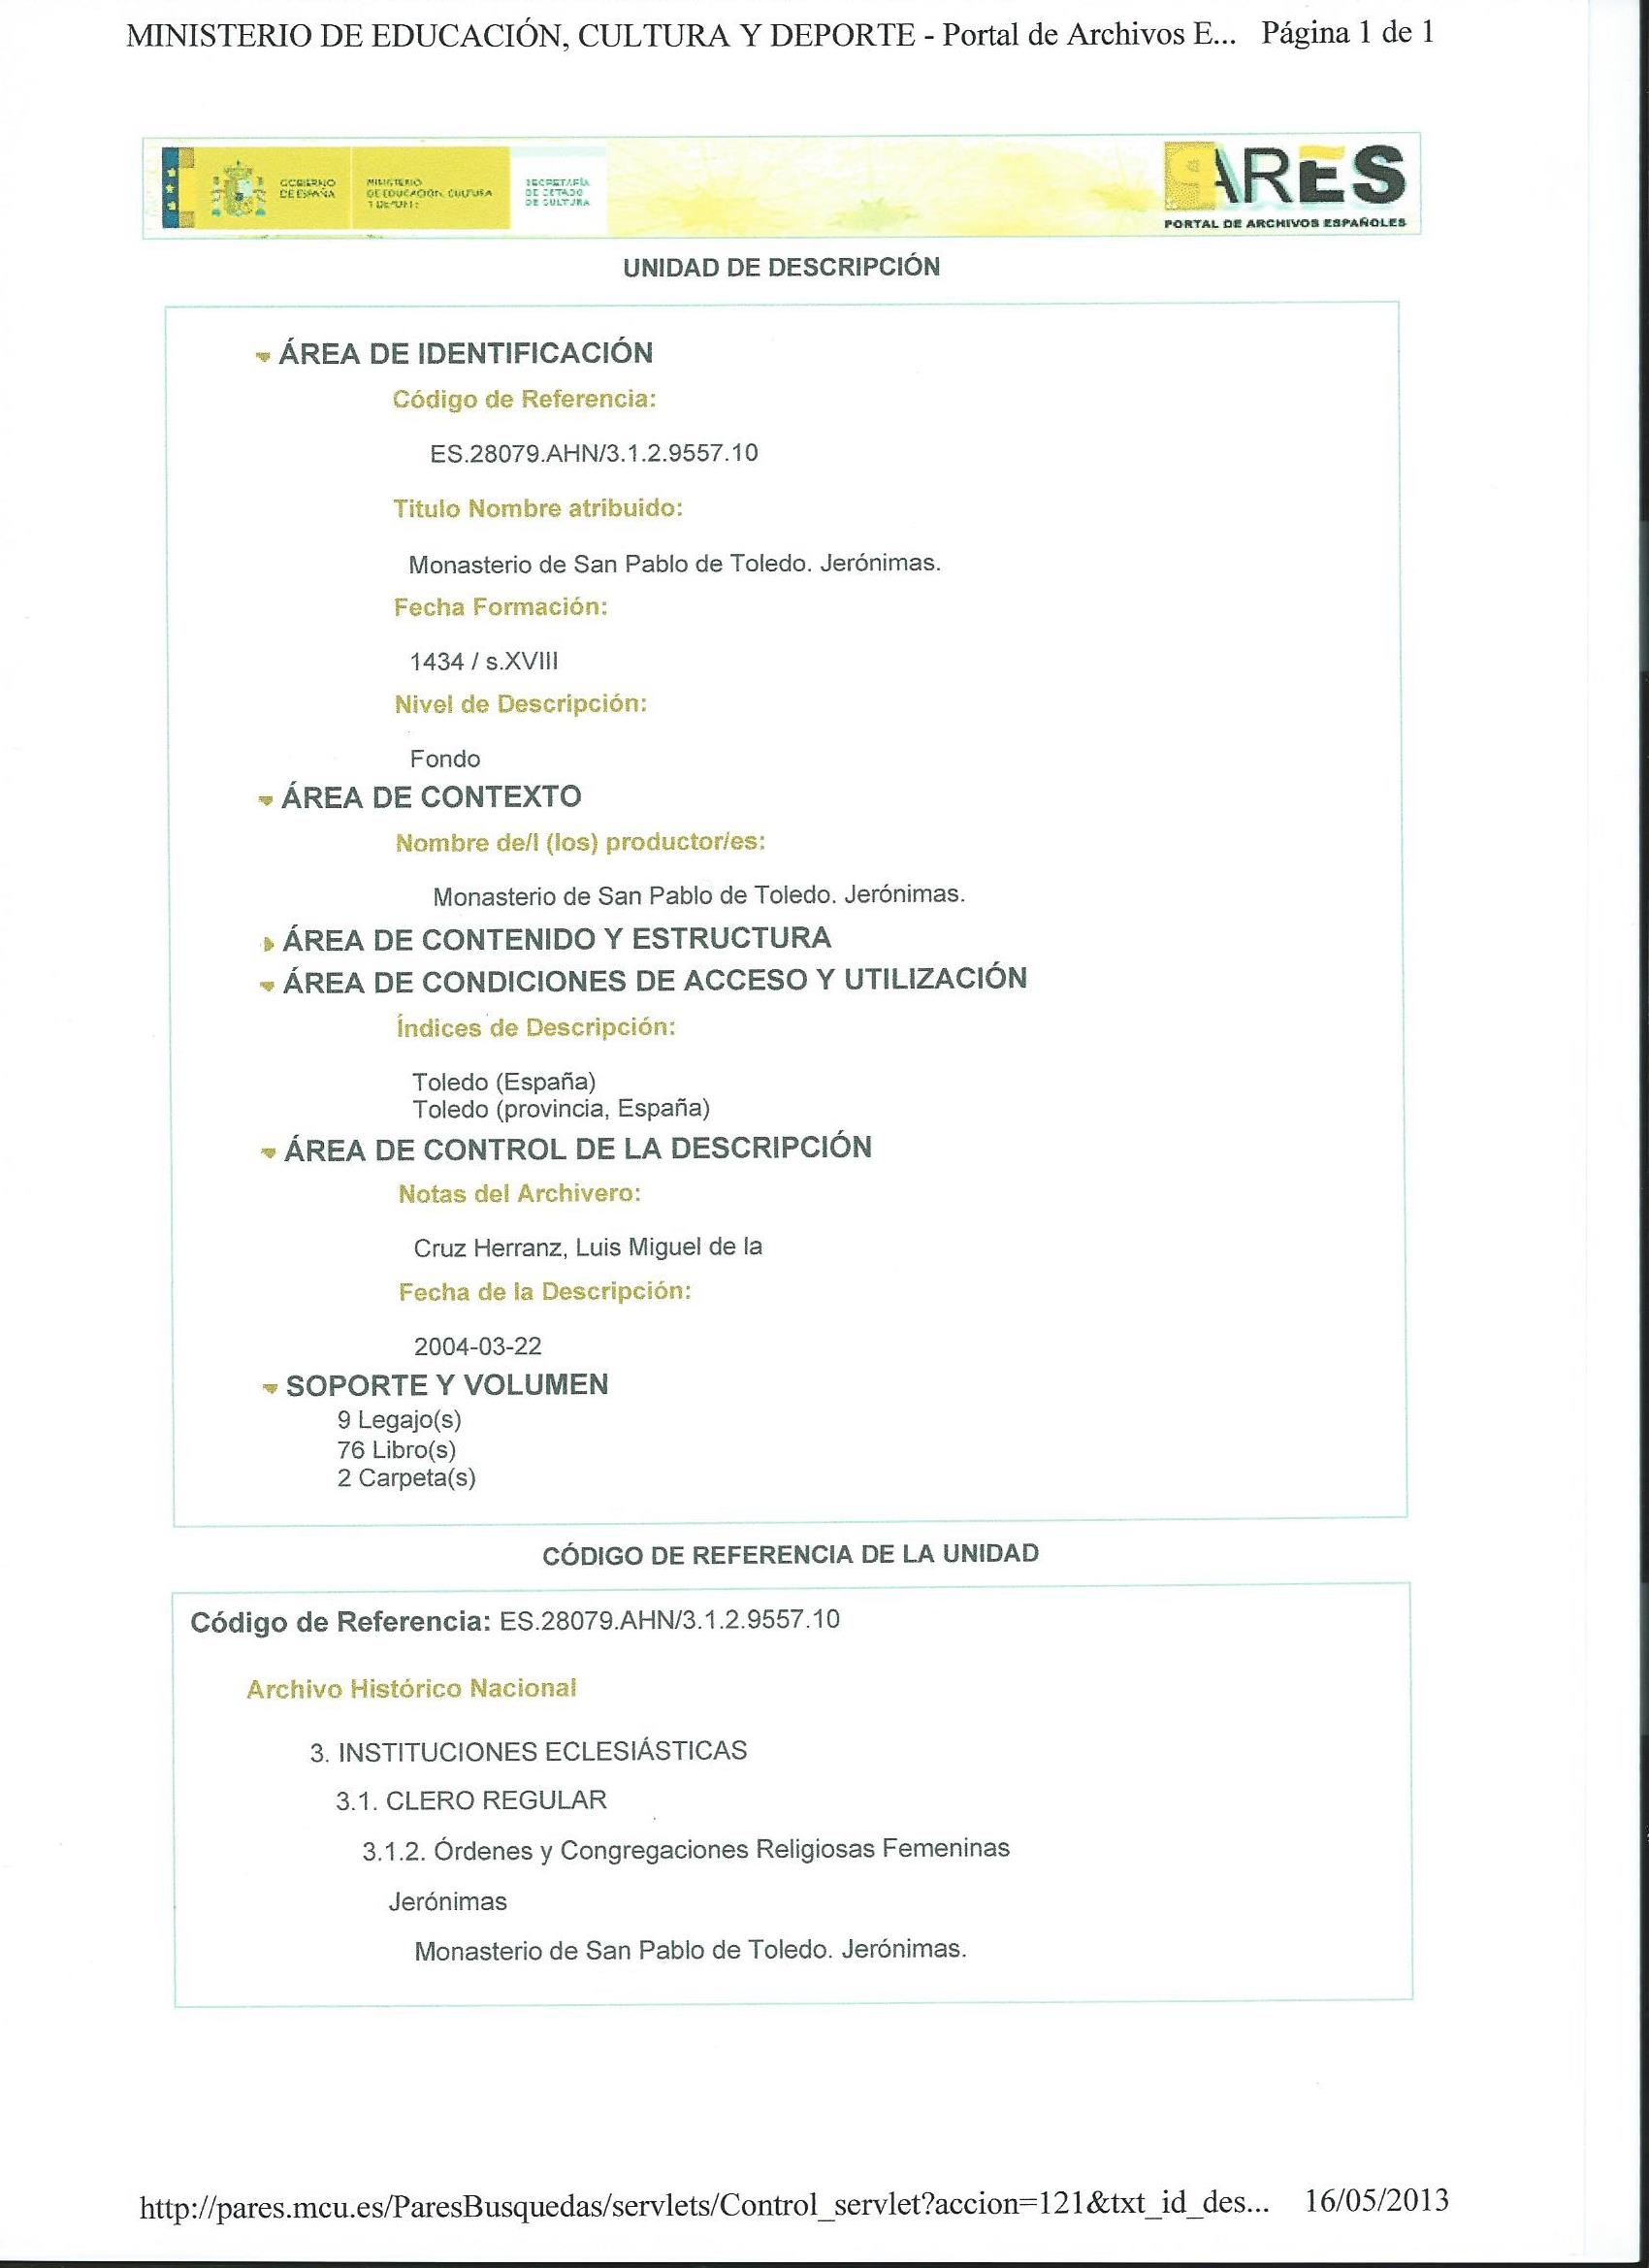 MINISTERIO DE EDUCACIÓN, CULTURA Y DEPORTE - Portal de Archivos E... Página 1 de 1
GOBIERNO DE ESPAÑA
MINISTERIO DE EDUCACIÓN, CULTURA Y DEPORTE
SECRETARÍA DE ESTADO DE CULTURA
PARES
PORTAL DE ARCHIVOS ESPAÑOLES
UNIDAD DE DESCRIPCIÓN
ÁREA DE IDENTIFICACIÓN
Código de Referencia:
ES.28079.AHN/3.1.2.9557.10
Titulo Nombre atribuido:
Monasterio de San Pablo de Toledo. Jerónimas.
Fecha Formación:
1434 / s.XVIII
Nivel de Descripción:
Fondo
ÁREA DE CONTEXTO
Nombre de/l (los) productor/es:
Monasterio de San Pablo de Toledo. Jerónimas.
ÁREA DE CONTENIDO Y ESTRUCTURA
ÁREA DE CONDICIONES DE ACCESO Y UTILIZACIÓN
Índices de Descripción:
Toledo (España)
Toledo (provincia, España)
ÁREA DE CONTROL DE LA DESCRIPCIÓN
Notas del Archivero:
Cruz Herranz, Luis Miguel de la
Fecha de la Descripción:
2004-03-22
SOPORTE Y VOLUMEN
9 Legajo(s)
76 Libro(s)
2 Carpeta(s)
CÓDIGO DE REFERENCIA DE LA UNIDAD
Código de Referencia: ES.28079.AHN/3.1.2.9557.10
Archivo Histórico Nacional
3. INSTITUCIONES ECLESIÁSTICAS
3.1. CLERO REGULAR
3.1.2. Órdenes y Congregaciones Religiosas Femeninas
Jerónimas
Monasterio de San Pablo de Toledo. Jerónimas.
http://pares.mcu.es/ParesBusquedas/servlets/Control_servlet?accion=121&txt_id_des... 16/05/2013